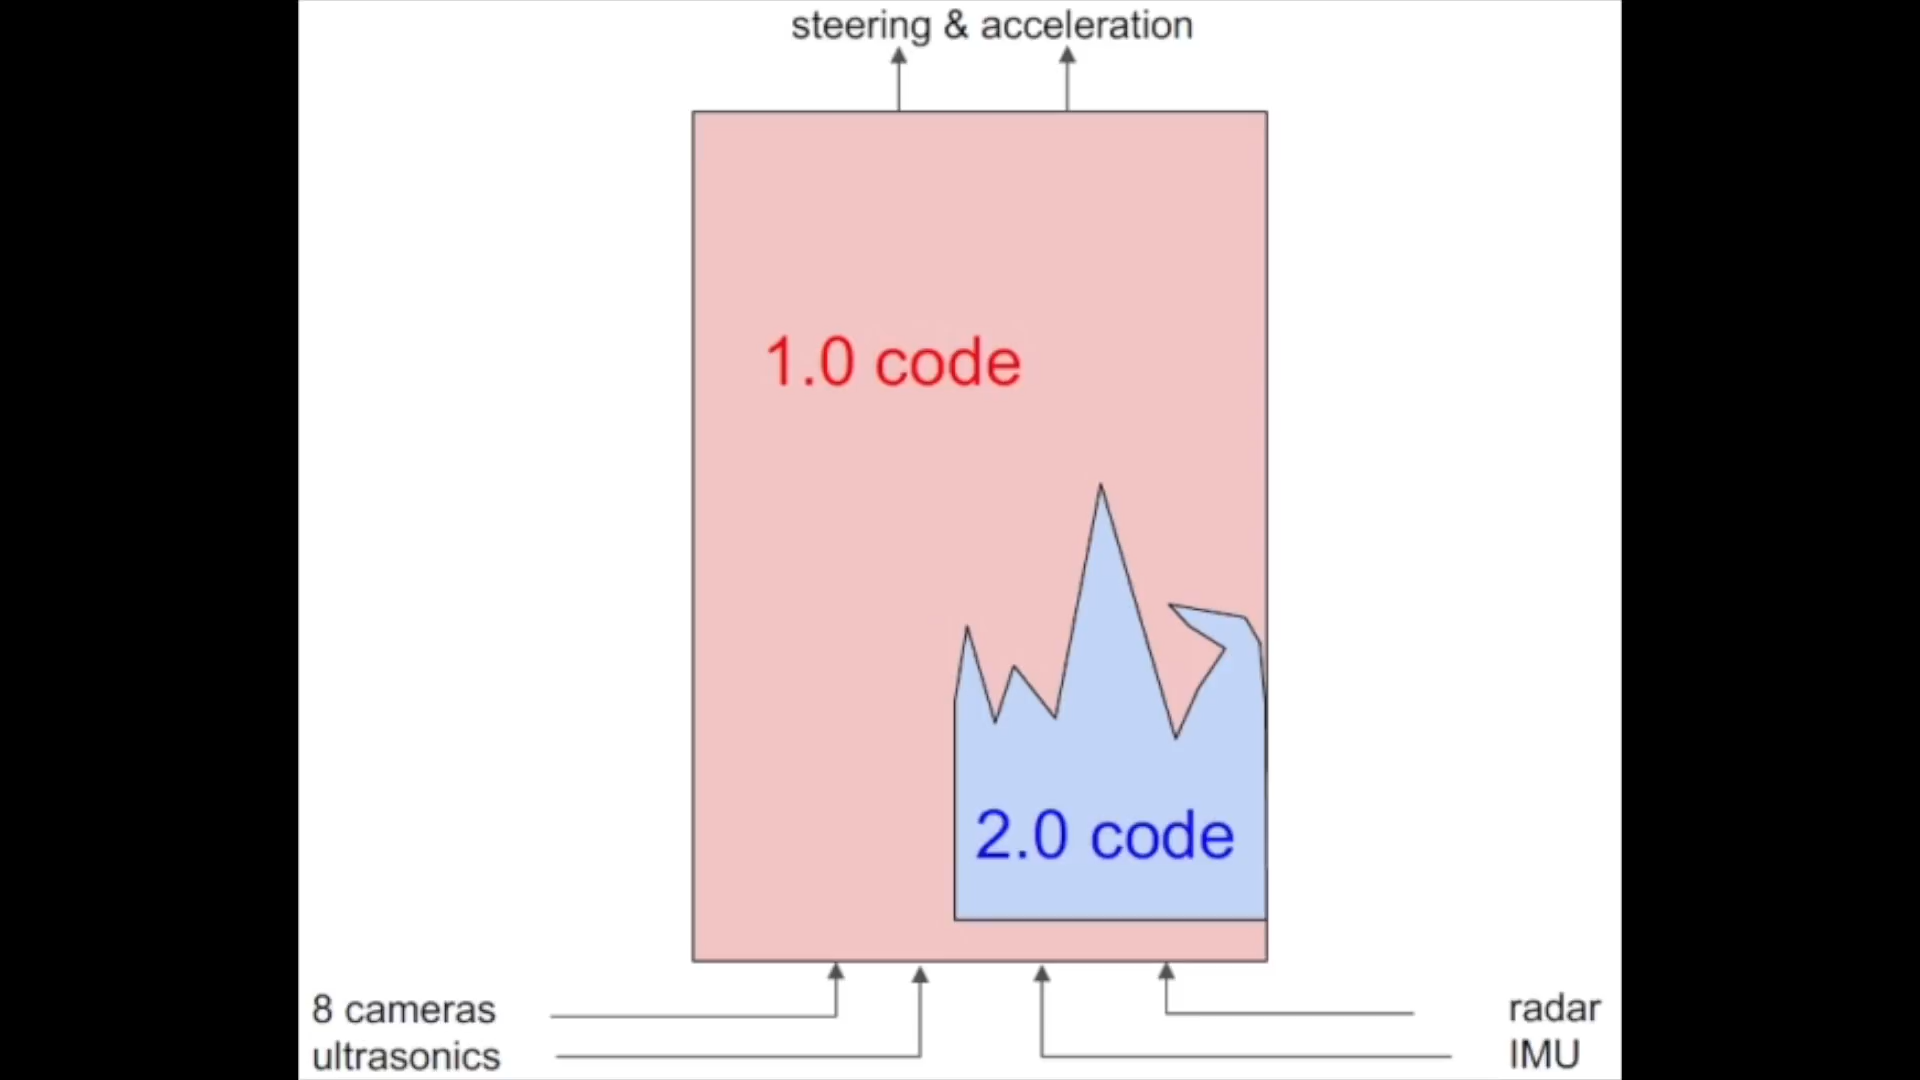 steering & acceleration
1.0 code
2.0 code
8 cameras
ultrasonics
radar
IMU